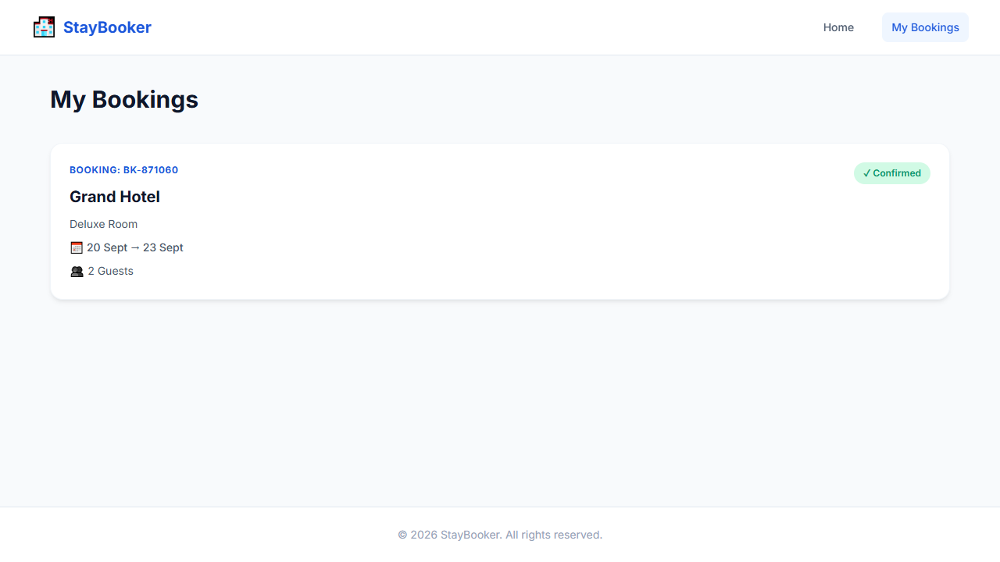 StayBooker
Home
My Bookings
My Bookings
BOOKING: BK-871060
✓ Confirmed
Grand Hotel
Deluxe Room
20 Sept → 23 Sept
2 Guests
© 2026 StayBooker. All rights reserved.